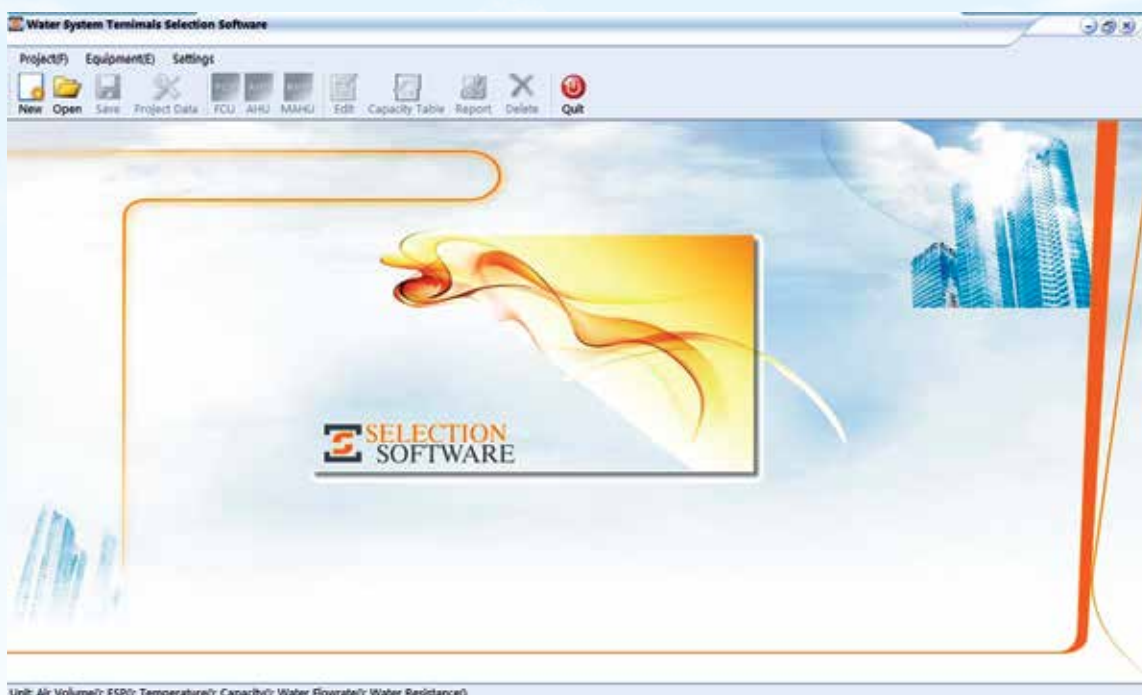 Water System Temimals Selection Software
Project(F) Equipment(E) Settings
New Open Save Project Data FCU AHU MAHU Edit Capacity Table Report Delete Quit
SELECTION
SOFTWARE
Unit: Air Volume(): ESP(): Temperature(): Capacity(): Water Flowrate(): Water Resistance()